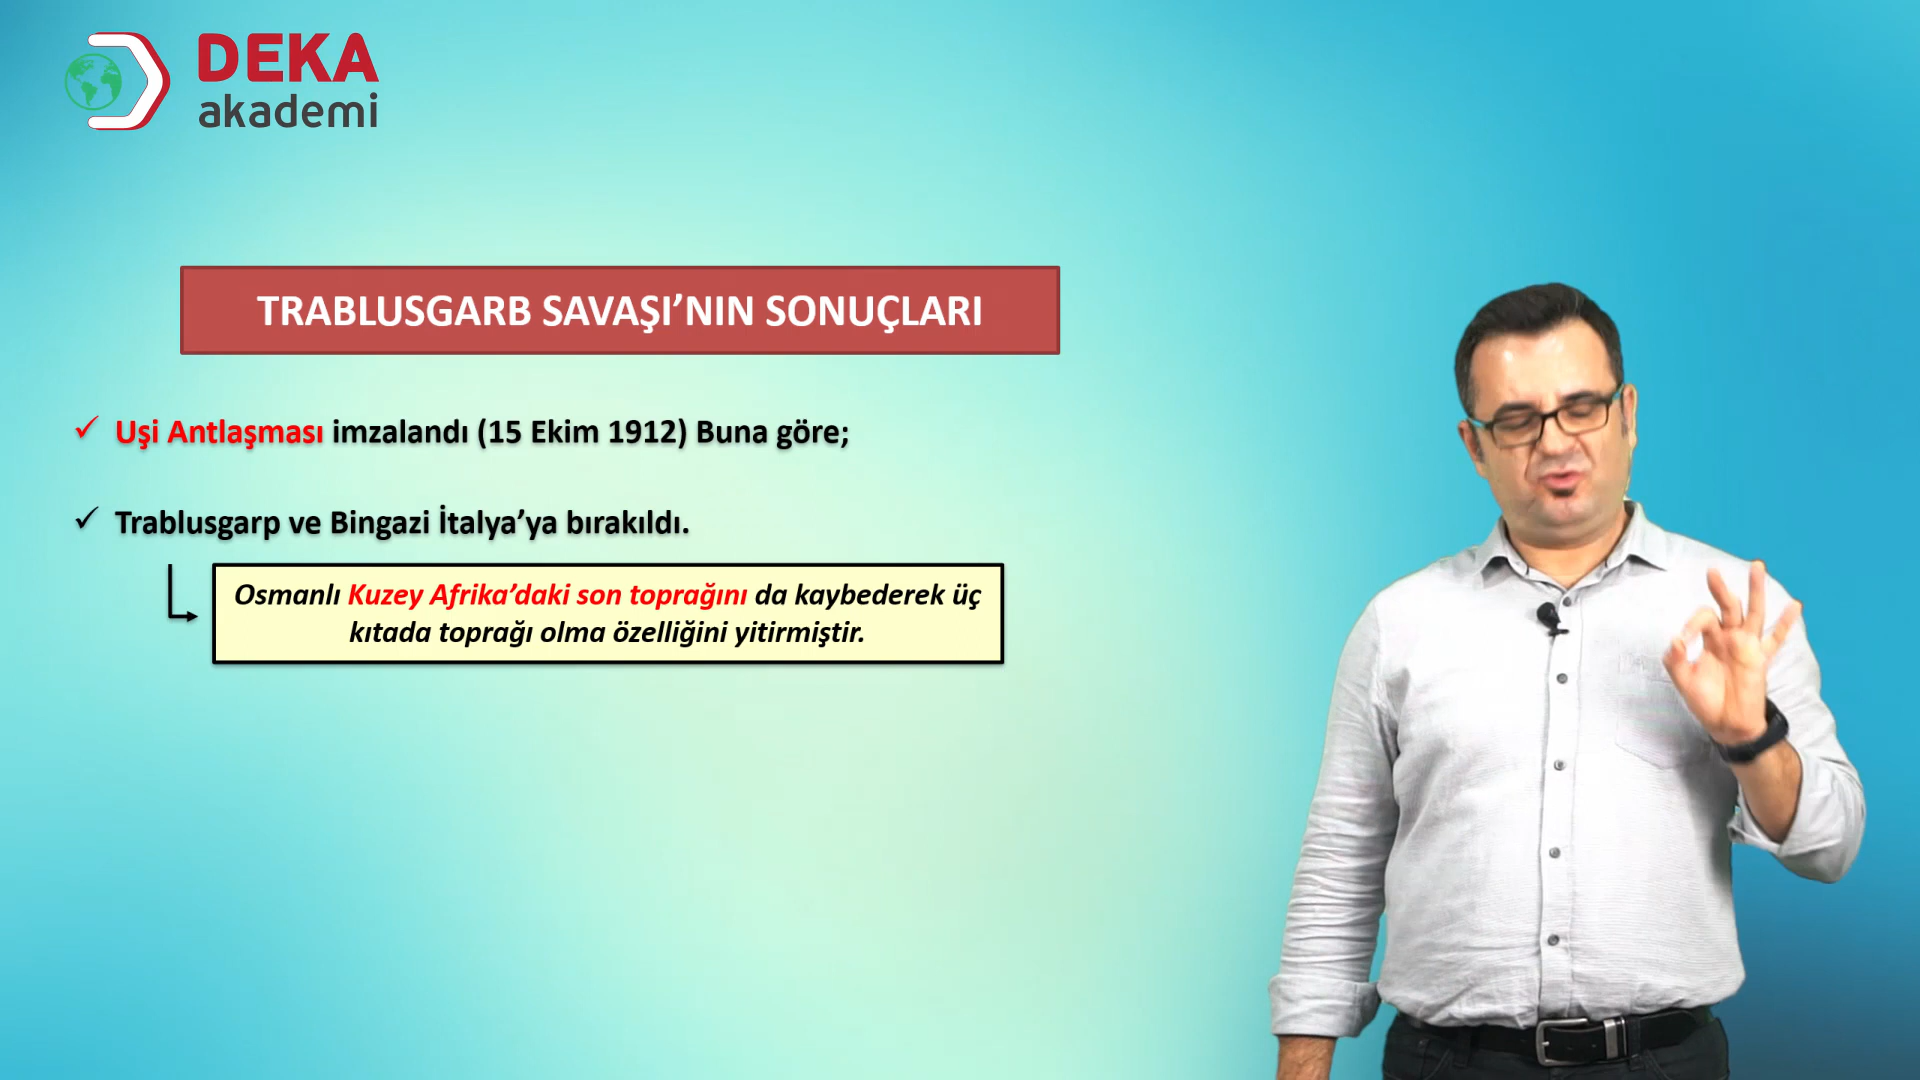 DEKA
akademi
TRABLUSGARB SAVAŞI’NIN SONUÇLARI
Uşi Antlaşması imzalandı (15 Ekim 1912) Buna göre;
Trablusgarp ve Bingazi İtalya’ya bırakıldı.
Osmanlı Kuzey Afrika’daki son toprağını da kaybederek üç
kıtada toprağı olma özelliğini yitirmiştir.